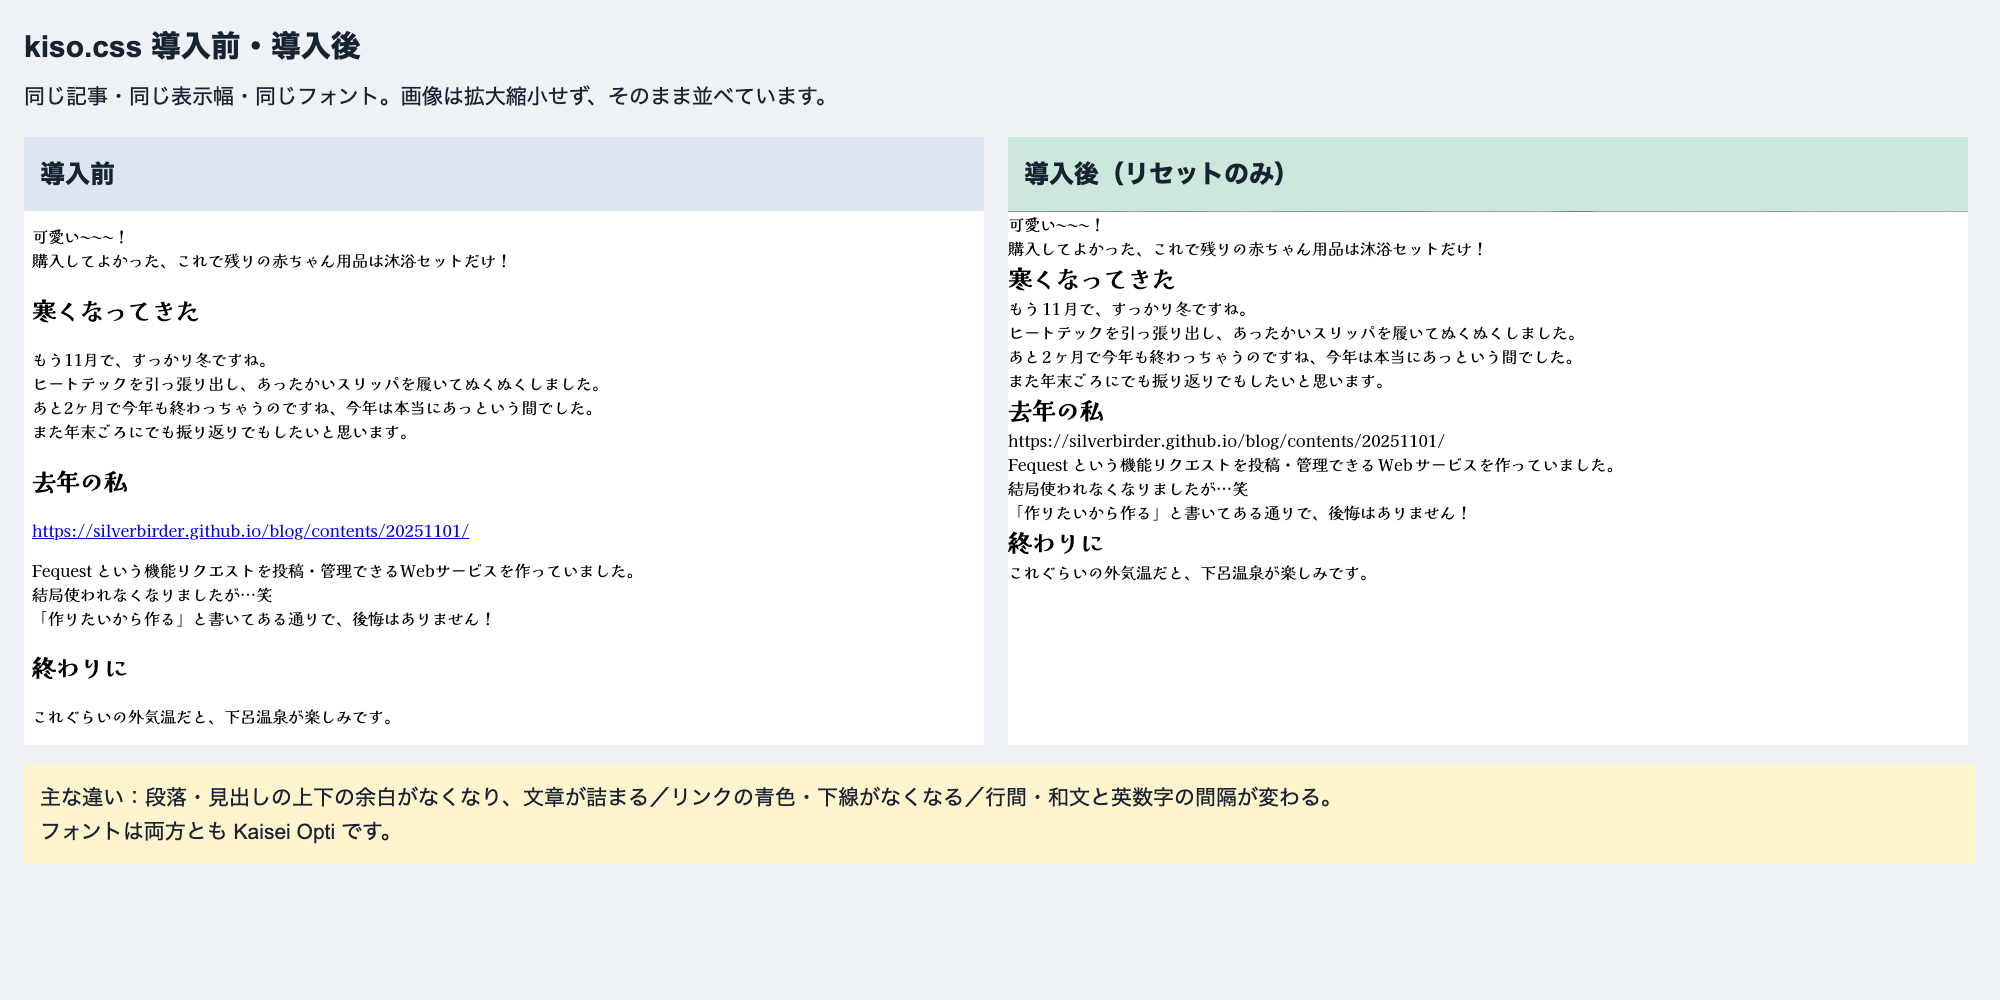 kiso.css 導入前・導入後
同じ記事・同じ表示幅・同じフォント。画像は拡大縮小せず、そのまま並べています。
導入前
可愛い~~~！
購入してよかった、これで残りの赤ちゃん用品は沐浴セットだけ！
寒くなってきた
もう11月で、すっかり冬ですね。
ヒートテックを引っ張り出し、あったかいスリッパを履いてぬくぬくしました。
あと2ヶ月で今年も終わっちゃうのですね、今年は本当にあっという間でした。
また年末ごろにでも振り返りでもしたいと思います。
去年の私
https://silverbirder.github.io/blog/contents/20251101/
Fequest という機能リクエストを投稿・管理できるWebサービスを作っていました。
結局使われなくなりましたが…笑
「作りたいから作る」と書いてある通りで、後悔はありません！
終わりに
これぐらいの外気温だと、下呂温泉が楽しみです。
導入後（リセットのみ）
可愛い~~~！
購入してよかった、これで残りの赤ちゃん用品は沐浴セットだけ！
寒くなってきた
もう11月で、すっかり冬ですね。
ヒートテックを引っ張り出し、あったかいスリッパを履いてぬくぬくしました。
あと2ヶ月で今年も終わっちゃうのですね、今年は本当にあっという間でした。
また年末ごろにでも振り返りでもしたいと思います。
去年の私
https://silverbirder.github.io/blog/contents/20251101/
Fequest という機能リクエストを投稿・管理できるWebサービスを作っていました。
結局使われなくなりましたが…笑
「作りたいから作る」と書いてある通りで、後悔はありません！
終わりに
これぐらいの外気温だと、下呂温泉が楽しみです。
主な違い：段落・見出しの上下の余白がなくなり、文章が詰まる／リンクの青色・下線がなくなる／行間・和文と英数字の間隔が変わる。
フォントは両方とも Kaisei Opti です。